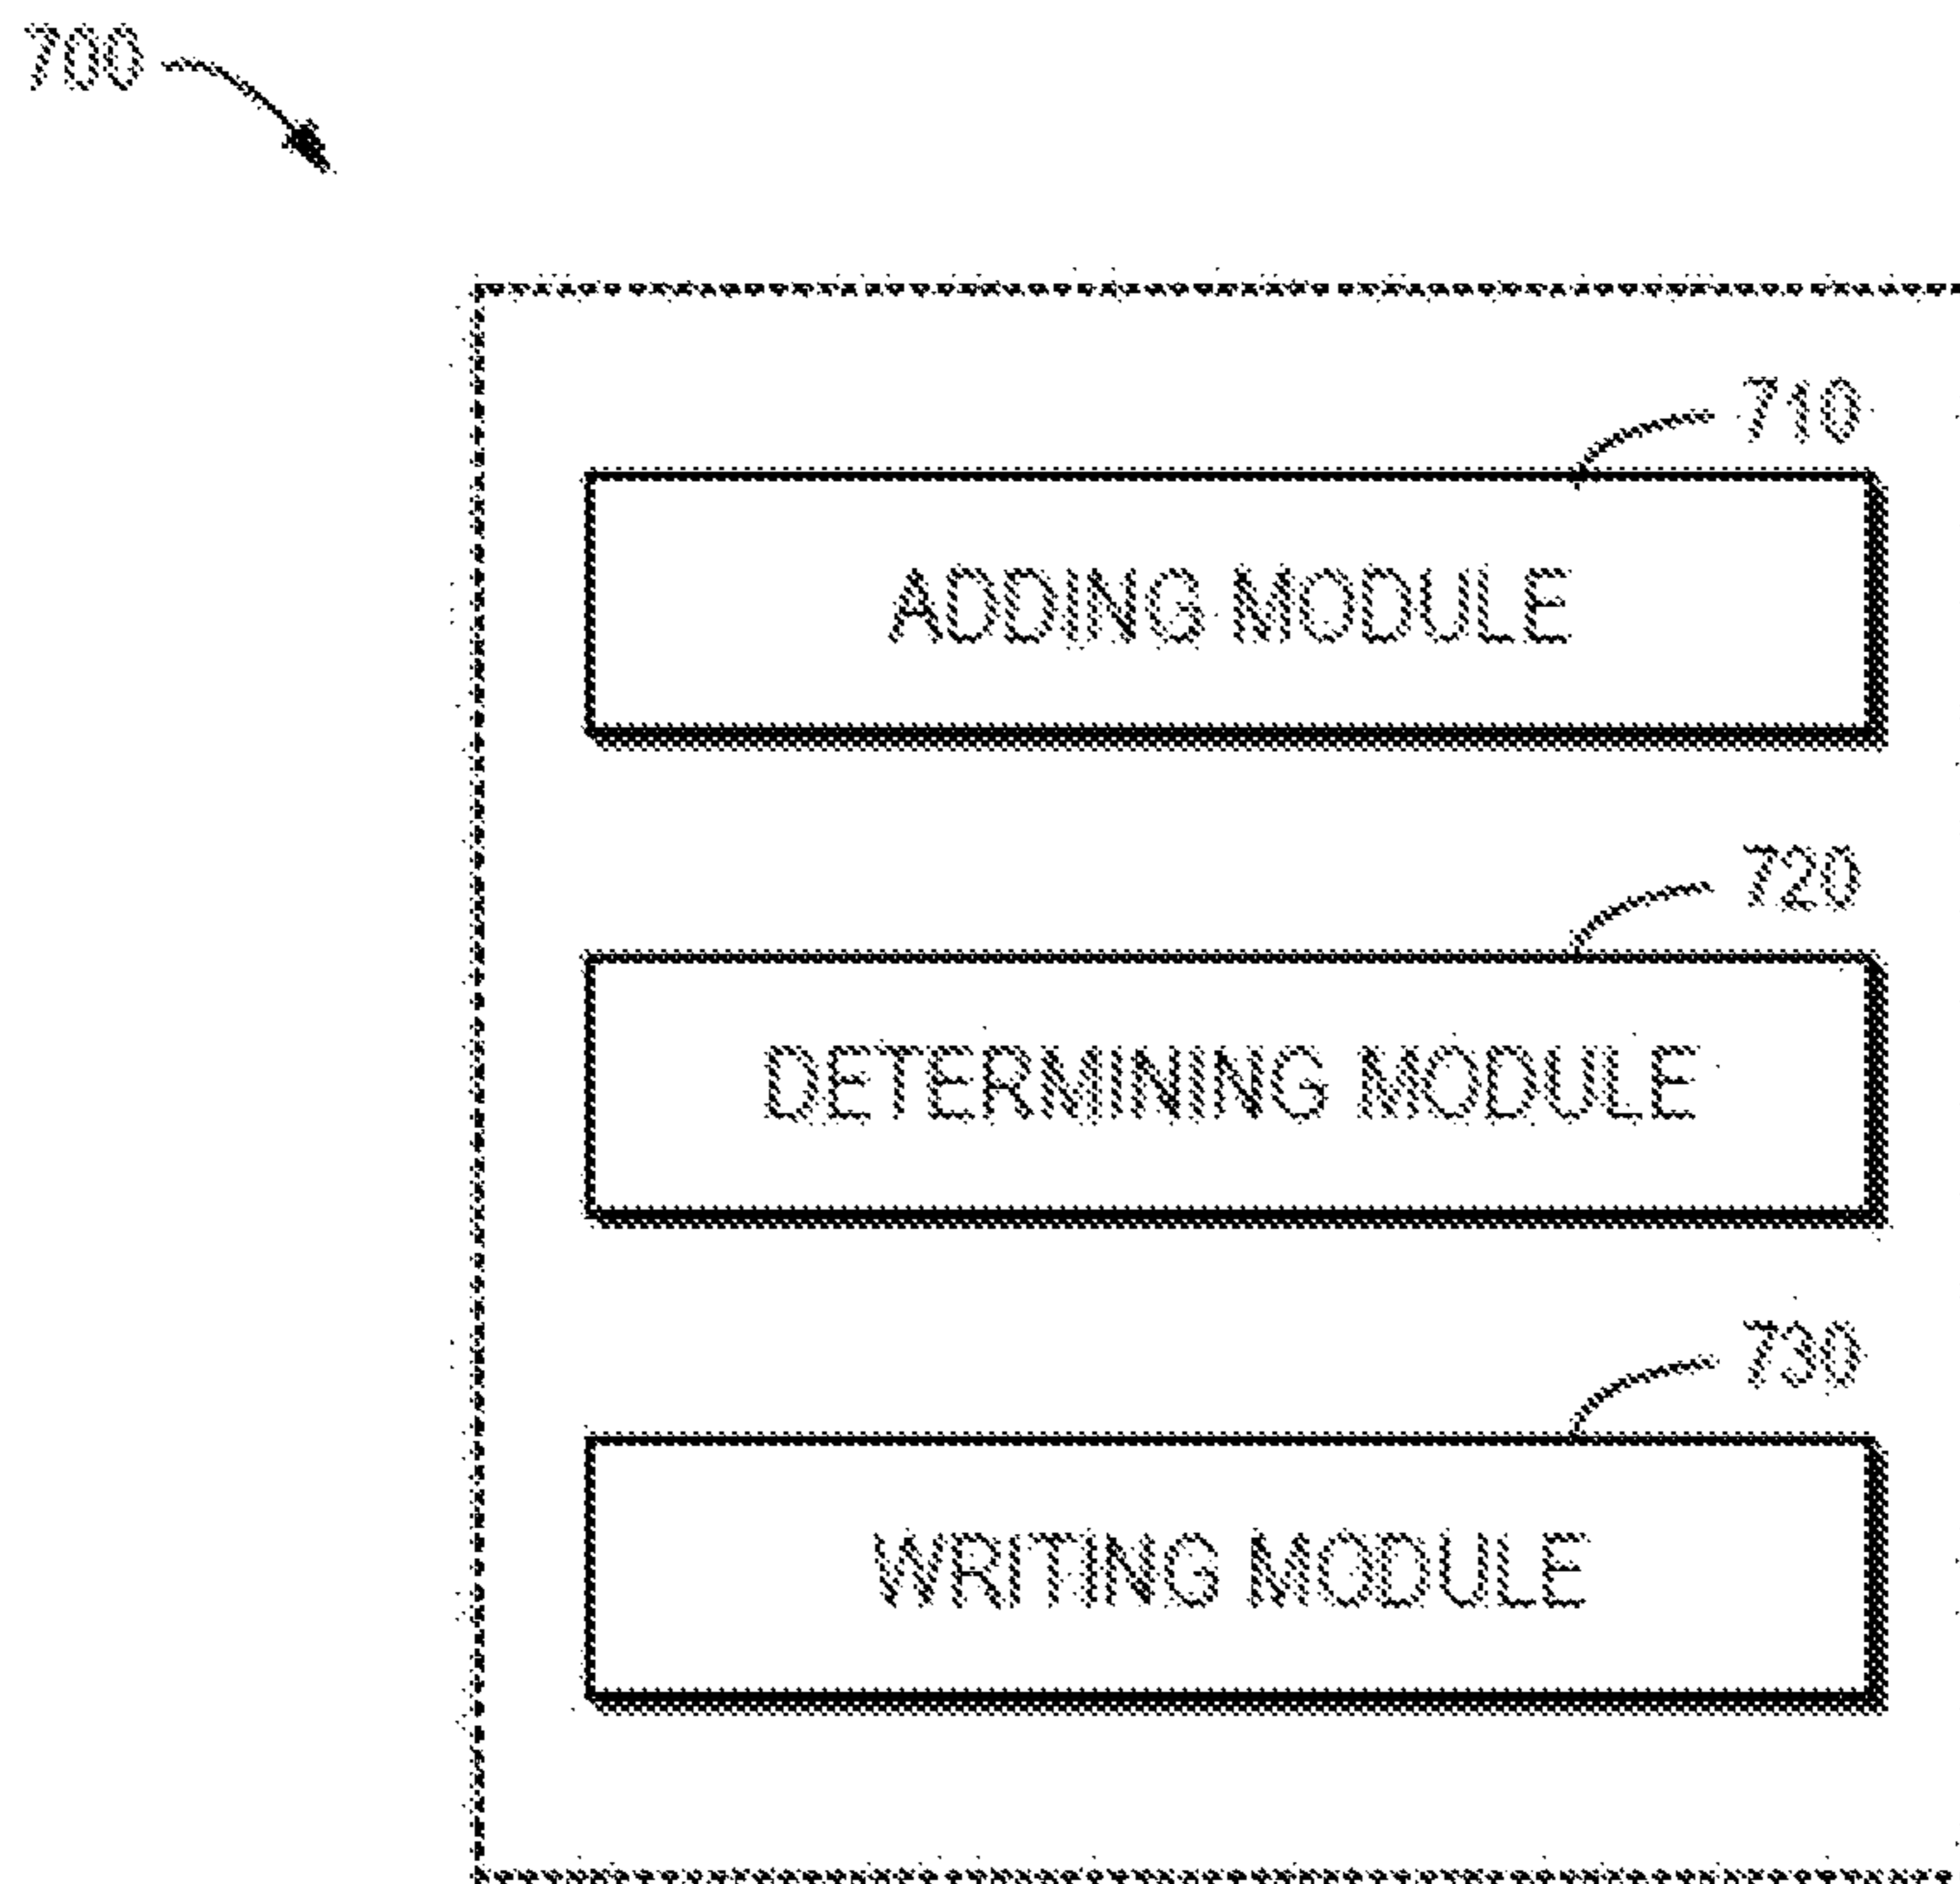 700
710
ADDING MODULE
720
DETERMINING MODULE
730
WRITING MODULE